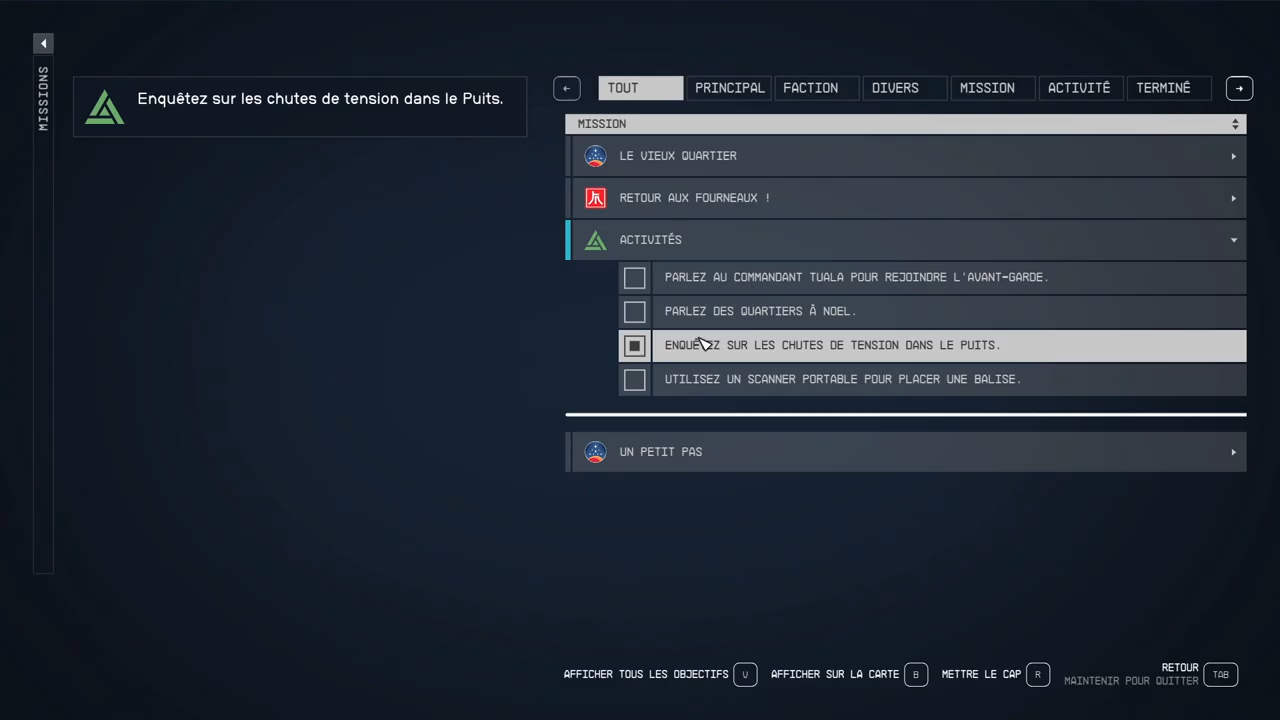 MISSIONS
Enquêtez sur les chutes de tension dans le Puits.
TOUT
PRINCIPAL
FACTION
DIVERS
MISSION
ACTIVITÉ
TERMINÉ
MISSION
LE VIEUX QUARTIER
RETOUR AUX FOURNEAUX !
ACTIVITÉS
PARLEZ AU COMMANDANT TUALA POUR REJOINDRE L'AVANT-GARDE.
PARLEZ DES QUARTIERS À NOEL.
ENQUÊTEZ SUR LES CHUTES DE TENSION DANS LE PUITS.
UTILISEZ UN SCANNER PORTABLE POUR PLACER UNE BALISE.
UN PETIT PAS
AFFICHER TOUS LES OBJECTIFS V
AFFICHER SUR LA CARTE B
METTRE LE CAP R
RETOUR
MAINTENIR POUR QUITTER
TAB